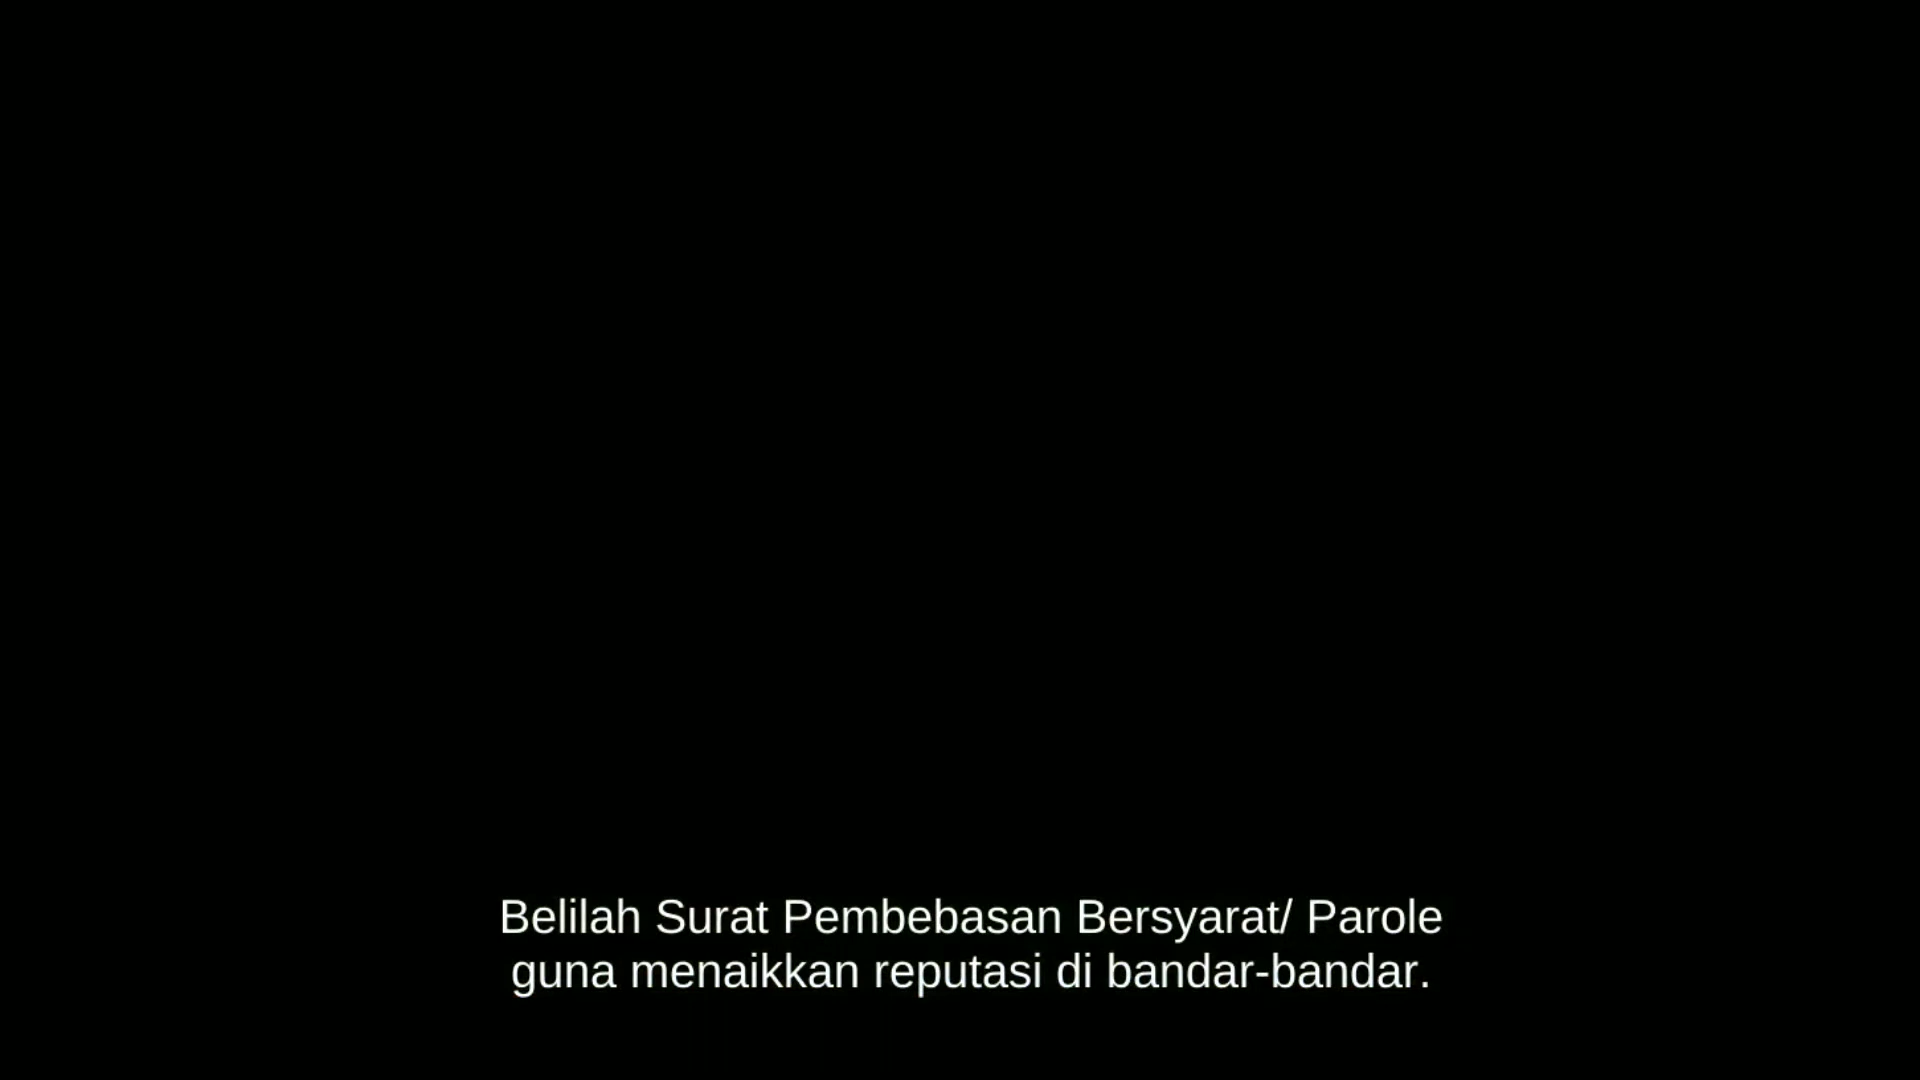 Belilah Surat Pembebasan Bersyarat/ Parole
guna menaikkan reputasi di bandar-bandar.